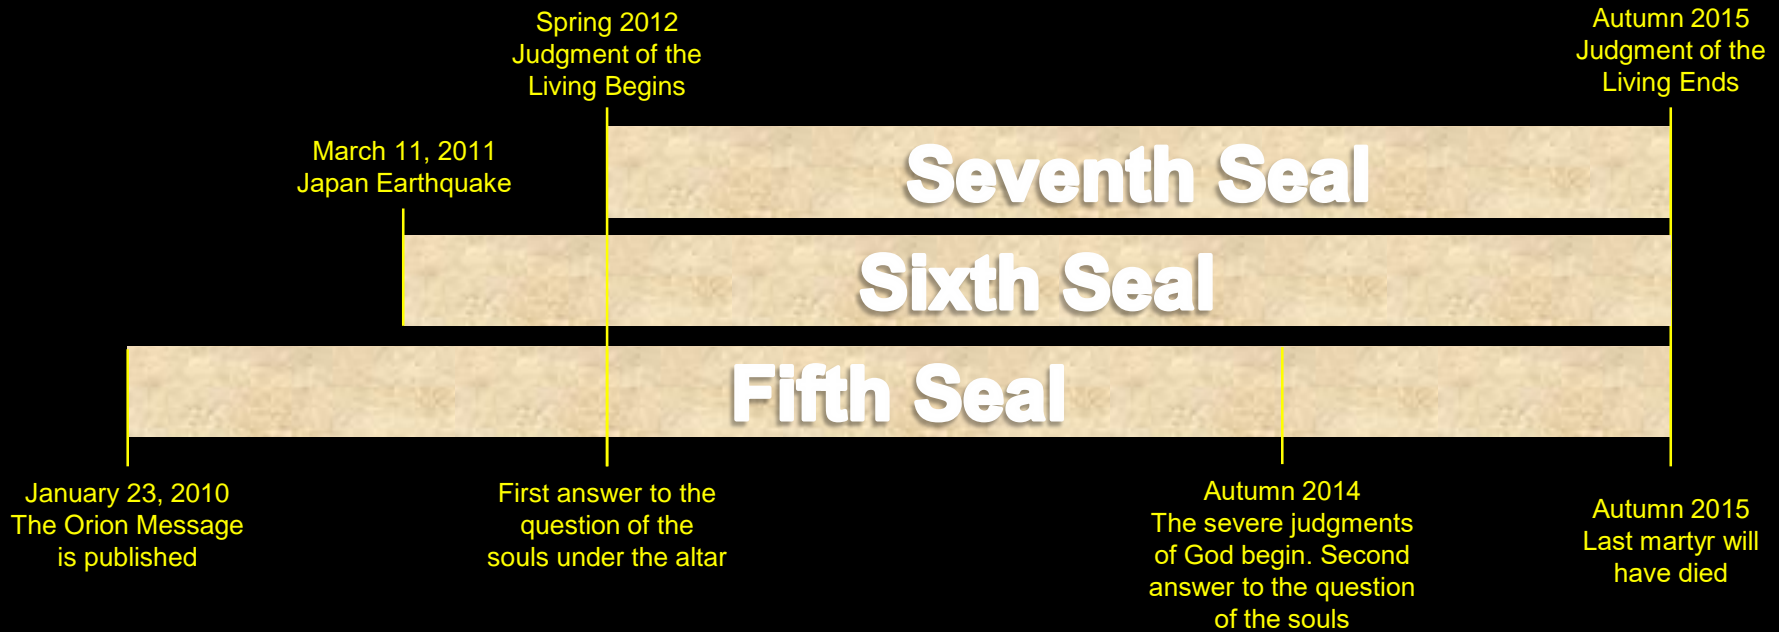 Spring 2012
Judgment of the
Living Begins
Autumn 2015
Judgment of the
Living Ends
March 11, 2011
Japan Earthquake
Seventh Seal
Sixth Seal
Fifth Seal
January 23, 2010
The Orion Message
is published
First answer to the
question of the
souls under the altar
Autumn 2014
The severe judgments
of God begin. Second
answer to the question
of the souls
Autumn 2015
Last martyr will
have died